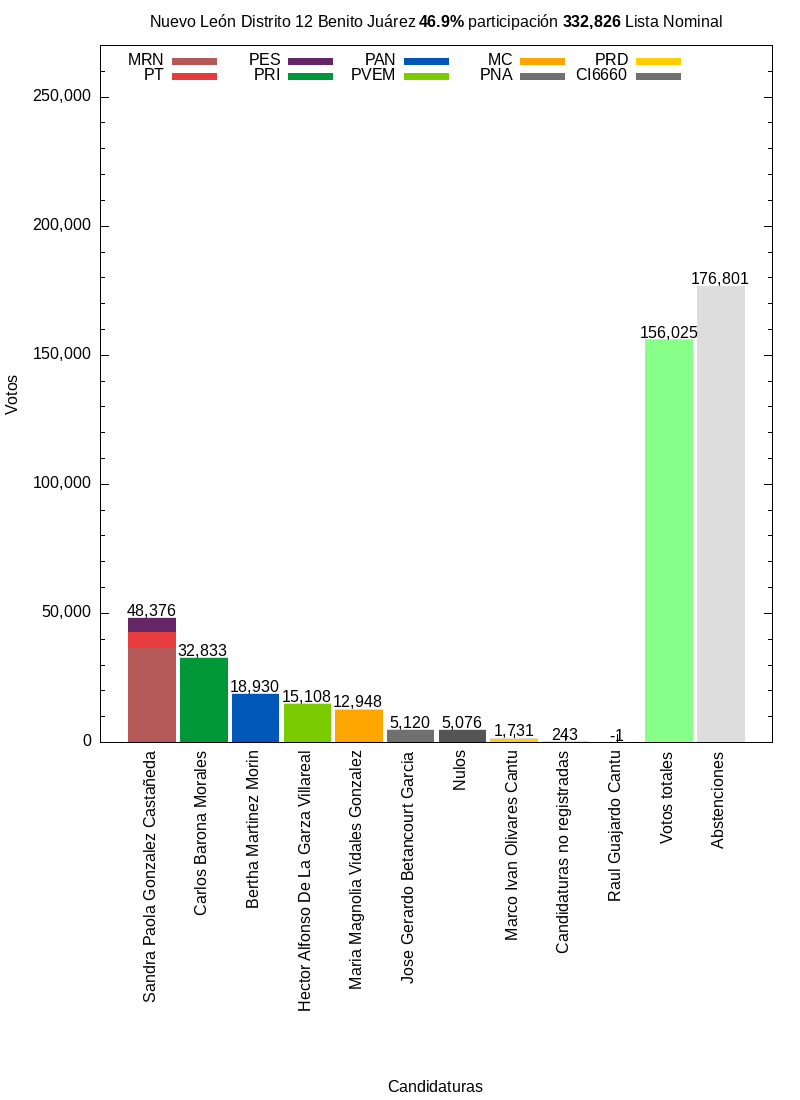 Nuevo León Distrito 12 Benito Juárez 46.9% participación 332,826 Lista Nominal
MRN PES PAN MC PRD
PT PRI PVEM PNA CI6660
250,000
200,000
150,000
100,000
50,000
0
Votos
48,376
32,833
18,930
15,108
12,948
5,120
5,076
1,731
243
-1
156,025
176,801
Sandra Paola Gonzalez Castañeda
Carlos Barona Morales
Bertha Martinez Morin
Hector Alfonso De La Garza Villareal
Maria Magnolia Vidales Gonzalez
Jose Gerardo Betancourt Garcia
Nulos
Marco Ivan Olivares Cantu
Candidaturas no registradas
Raul Guajardo Cantu
Votos totales
Abstenciones
Candidaturas